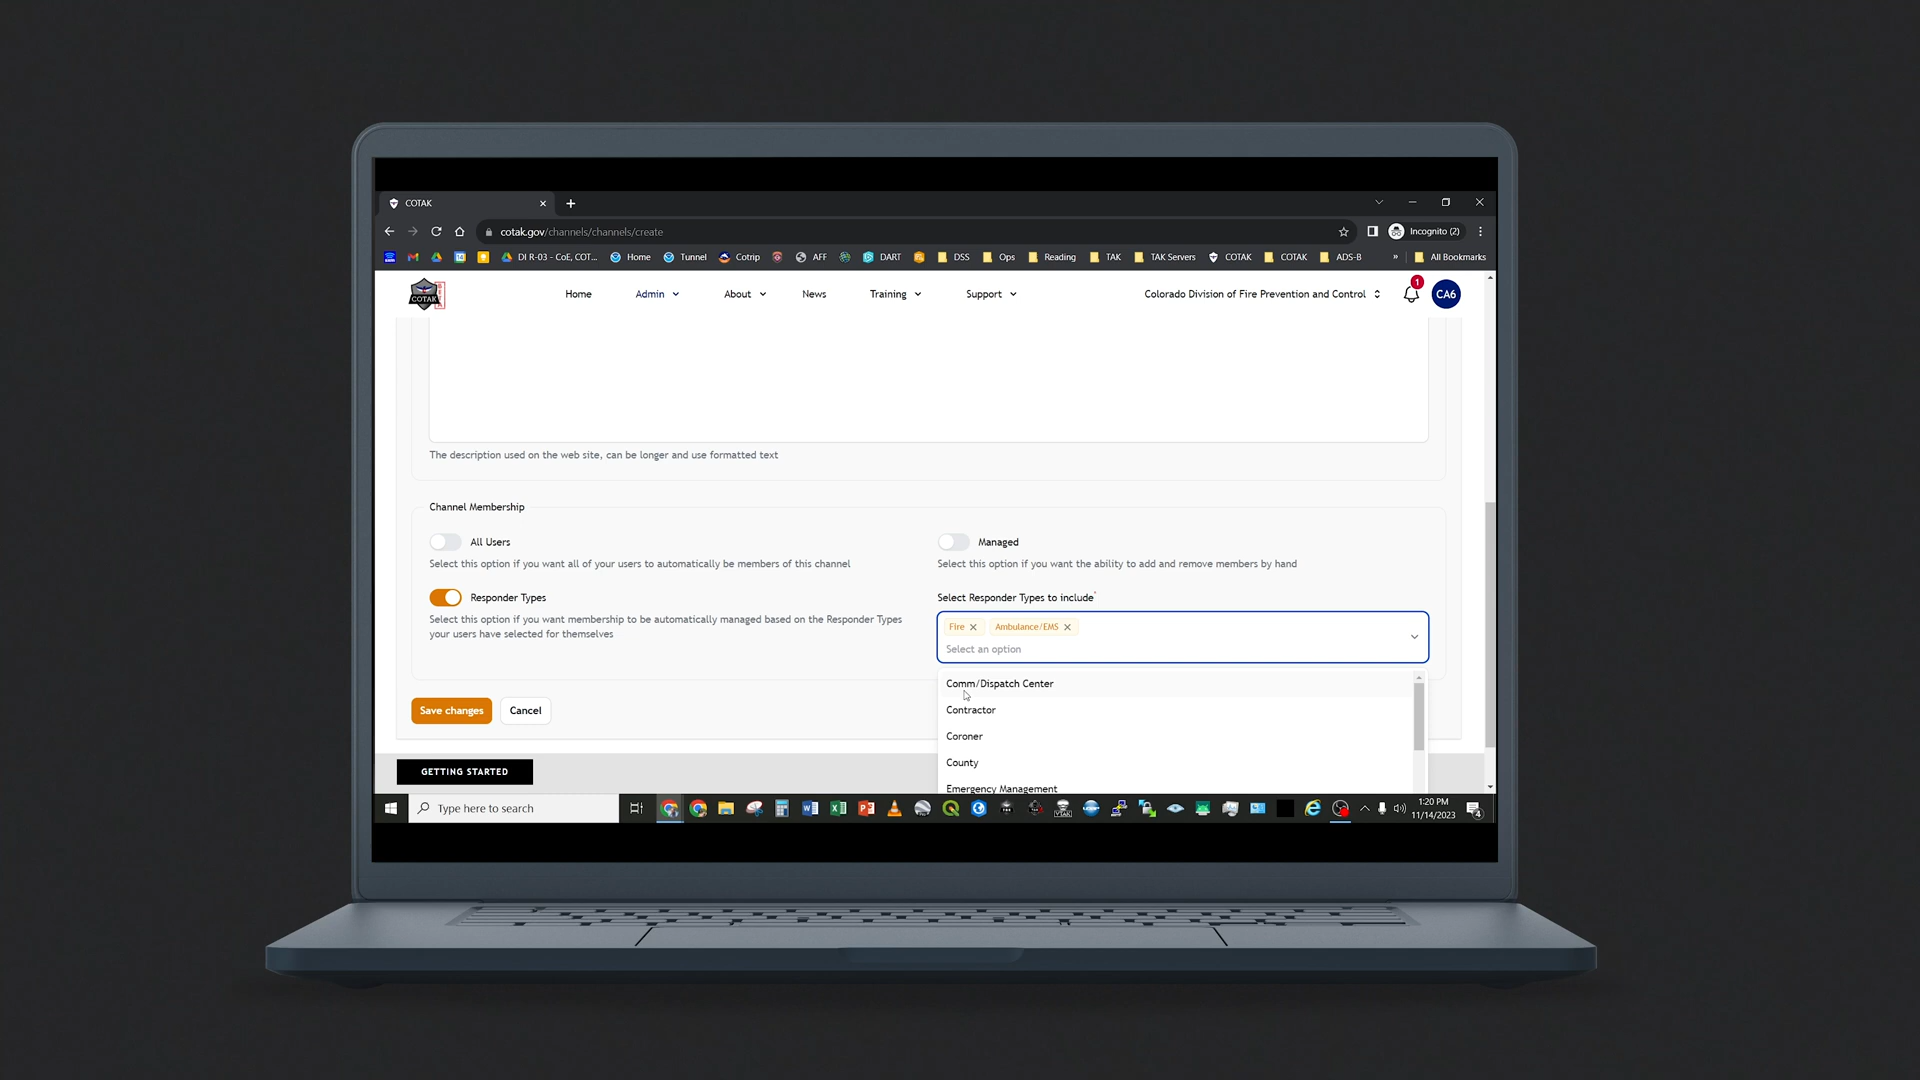 COTAK
cotak.gov/channels/channels/create
Incognito (2)
DI R-03 - CoE, COT...
Home
Tunnel
Cotrip
AFF
DART
DSS
Ops
Reading
TAK
TAK Servers
COTAK
COTAK
ADS-B
»
All Bookmarks
COTAK
Home
Admin
About
News
Training
Support
Colorado Division of Fire Prevention and Control
1
CA6
The description used on the web site, can be longer and use formatted text
Channel Membership
All Users
Select this option if you want all of your users to automatically be members of this channel
Managed
Select this option if you want the ability to add and remove members by hand
Responder Types
Select this option if you want membership to be automatically managed based on the Responder Types
your users have selected for themselves
Select Responder Types to include*
Fire
Ambulance/EMS
Select an option
Comm/Dispatch Center
Contractor
Coroner
County
Emergency Management
Save changes
Cancel
GETTING STARTED
Type here to search
1:20 PM
11/14/2023
4